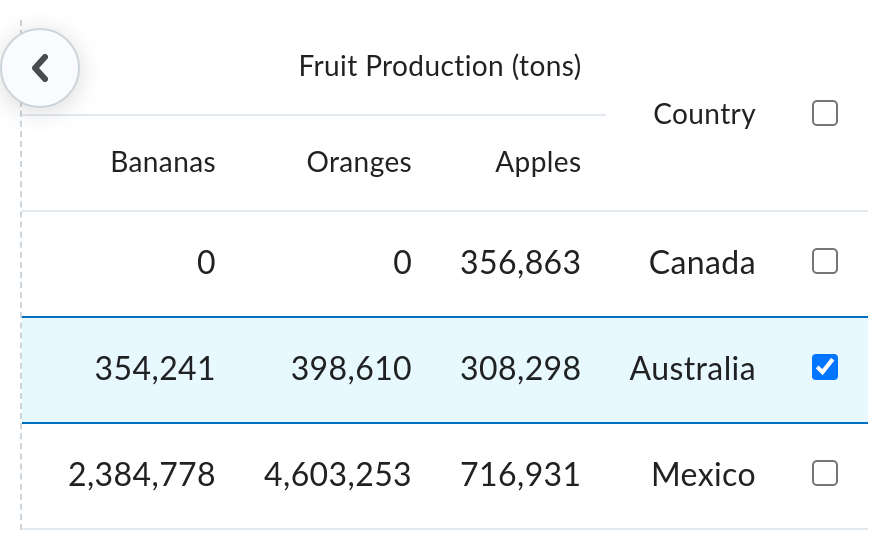 Fruit Production (tons)
Country
Bananas Oranges Apples
0 0 356,863 Canada
354,241 398,610 308,298 Australia
2,384,778 4,603,253 716,931 Mexico